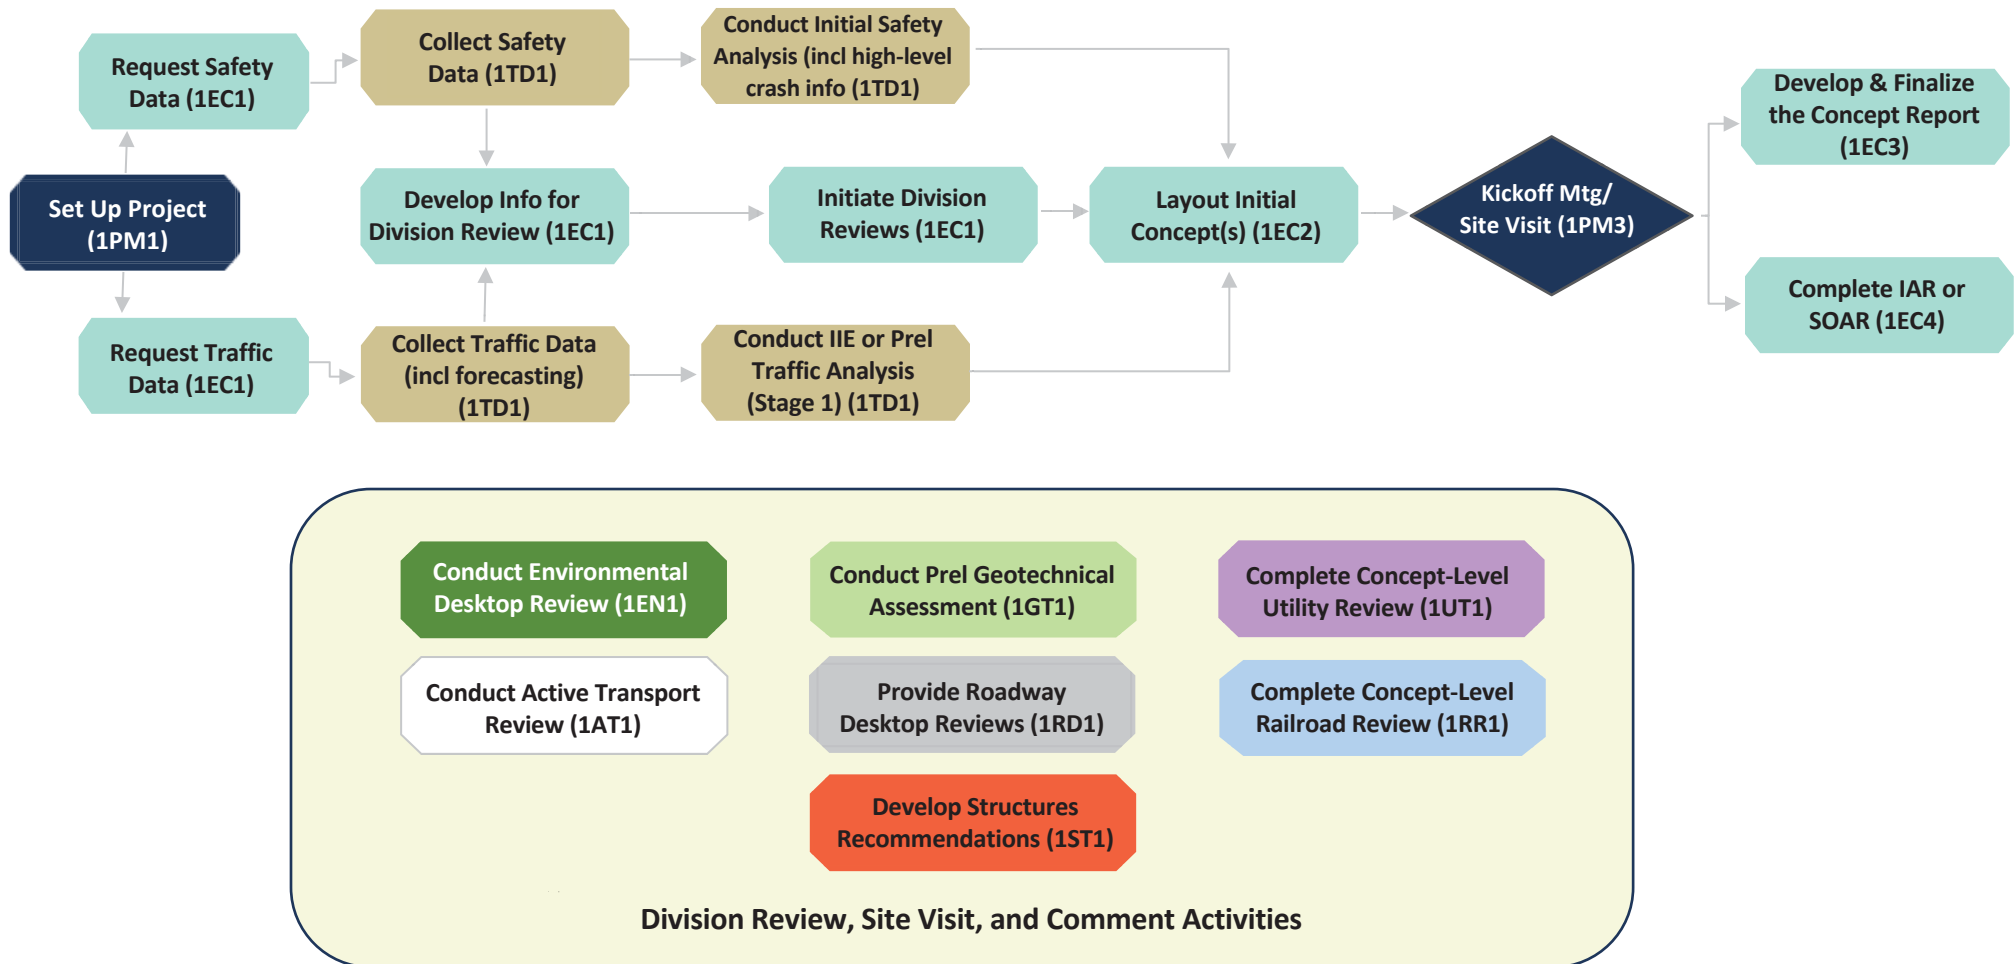 Request Safety
Data (1EC1)
Collect Safety
Data (1TD1)
Conduct Initial Safety
Analysis (incl high-level
crash info (1TD1)
Develop & Finalize
the Concept Report
(1EC3)
Set Up Project
(1PM1)
Develop Info for
Division Review (1EC1)
Initiate Division
Reviews (1EC1)
Layout Initial
Concept(s) (1EC2)
Kickoff Mtg/
Site Visit (1PM3)
Complete IAR or
SOAR (1EC4)
Request Traffic
Data (1EC1)
Collect Traffic Data
(incl forecasting)
(1TD1)
Conduct IIE or Prel
Traffic Analysis
(Stage 1) (1TD1)
Conduct Environmental
Desktop Review (1EN1)
Conduct Prel Geotechnical
Assessment (1GT1)
Complete Concept-Level
Utility Review (1UT1)
Conduct Active Transport
Review (1AT1)
Provide Roadway
Desktop Reviews (1RD1)
Complete Concept-Level
Railroad Review (1RR1)
Develop Structures
Recommendations (1ST1)
Division Review, Site Visit, and Comment Activities